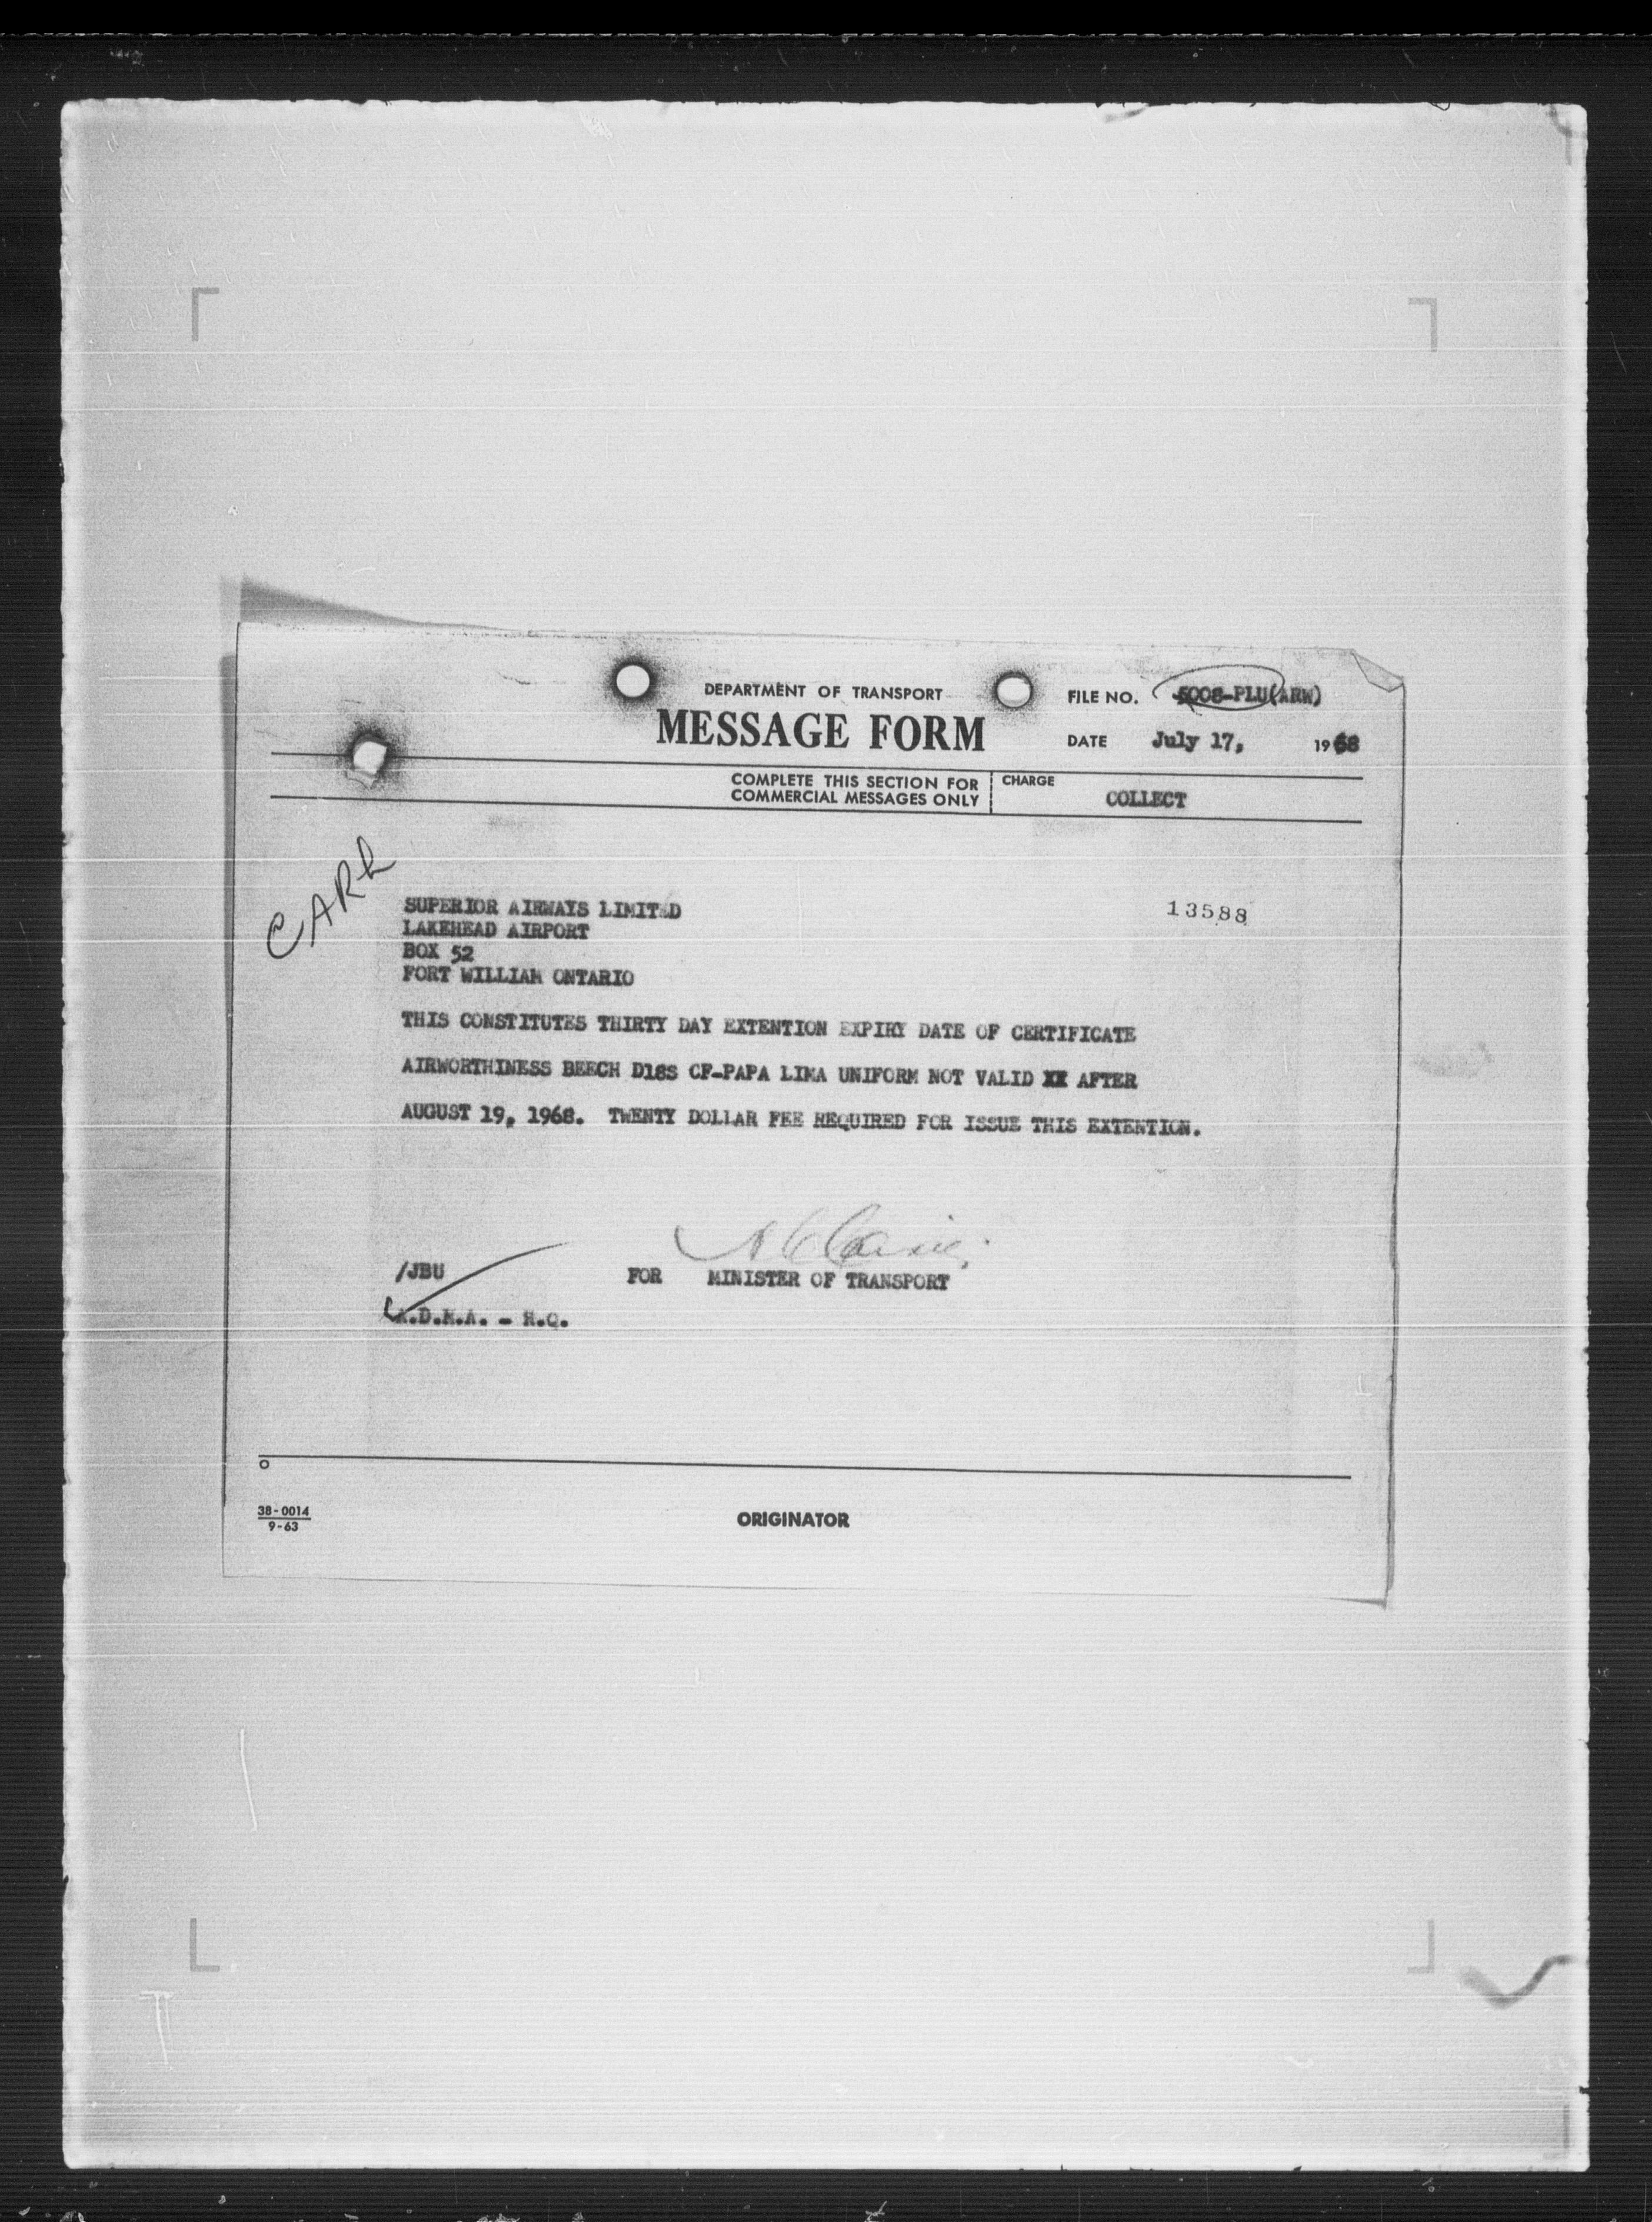 DEPARTMENT OF TRANSPORT
MESSAGE FORM
FILE NO. 5008-PLU(ARW)
DATE July 17, 1968
COMPLETE THIS SECTION FOR
COMMERCIAL MESSAGES ONLY
CHARGE
COLLECT
CARL
13588
SUPERIOR AIRWAYS LIMITED
LAKEHEAD AIRPORT
BOX 52
FORT WILLIAM ONTARIO
THIS CONSTITUTES THIRTY DAY EXTENTION EXPIRY DATE OF CERTIFICATE
AIRWORTHINESS BEECH D18S CF-PAPA LIMA UNIFORM NOT VALID XX AFTER
AUGUST 19, 1968. TWENTY DOLLAR FEE REQUIRED FOR ISSUE THIS EXTENTION.
/JBU
FOR MINISTER OF TRANSPORT
H.Q.
38-0014
9-63
ORIGINATOR